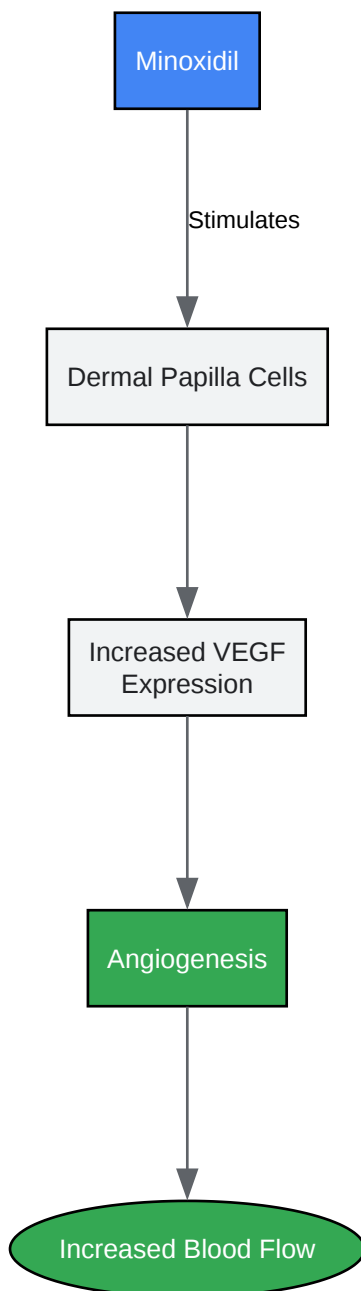 Minoxidil
Stimulates
Dermal Papilla Cells
Increased VEGF
Expression
Angiogenesis
Increased Blood Flow